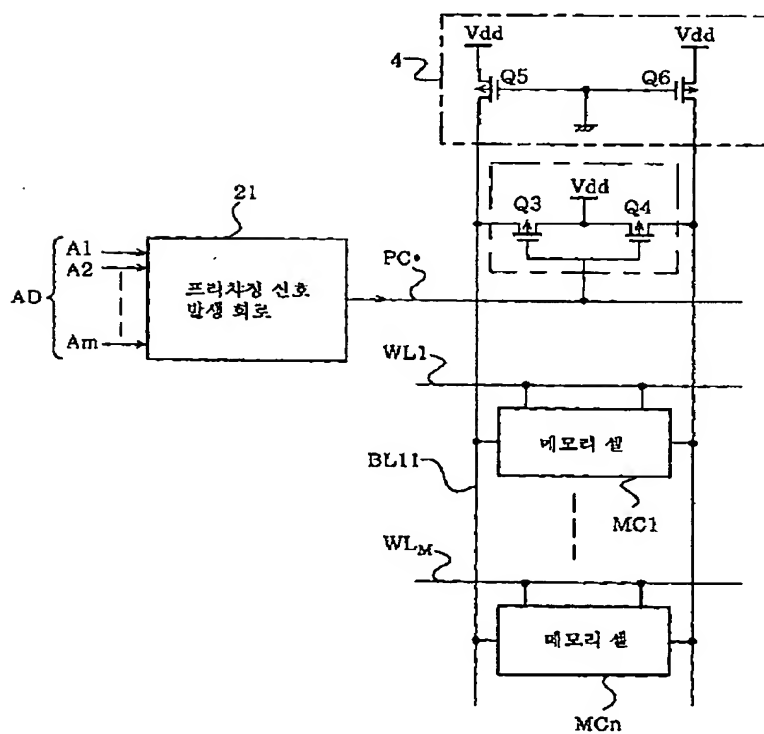 Vdd
Vdd
4
Q5
Q6
Vdd
Q3
Q4
21
A1
A2
AD
Am
프리차징 신호
발생 회로
PC•
WL1
메모리 셀
BL11
MC1
WLM
메모리 셀
MCn